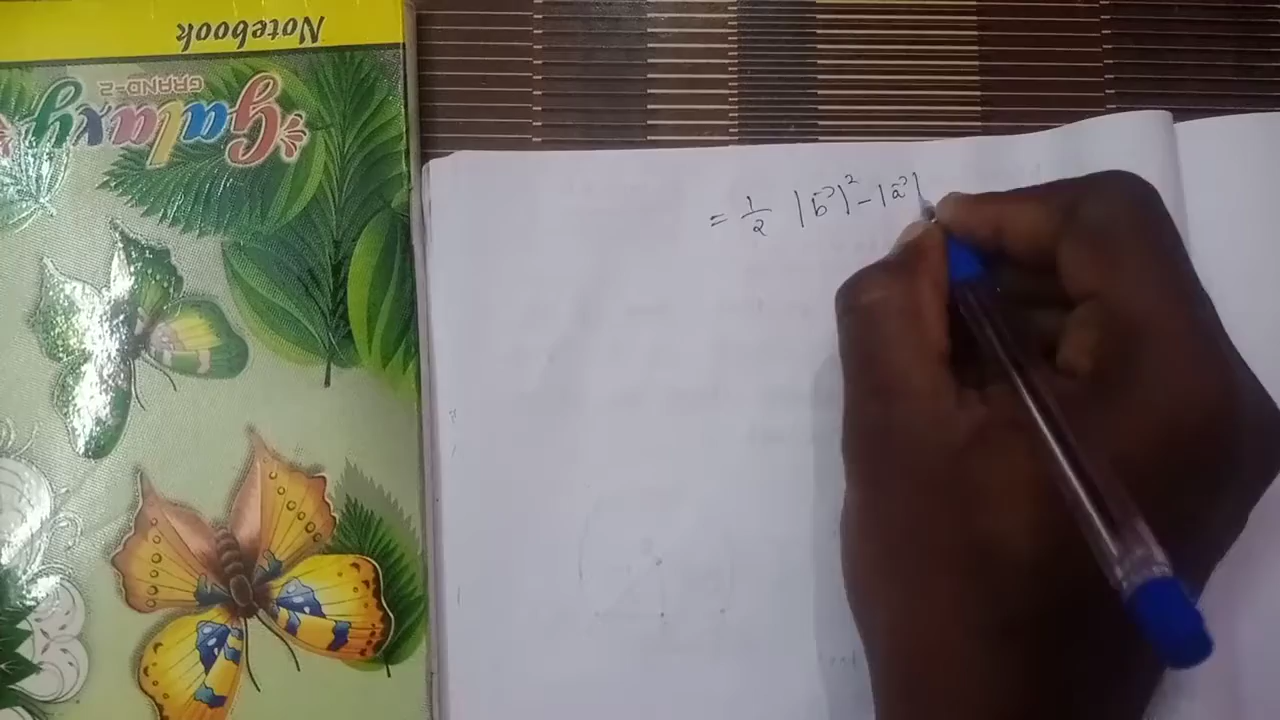 Notebook
Galaxy
GRAND-2
= 1/2 |b⃗|² - |a⃗|